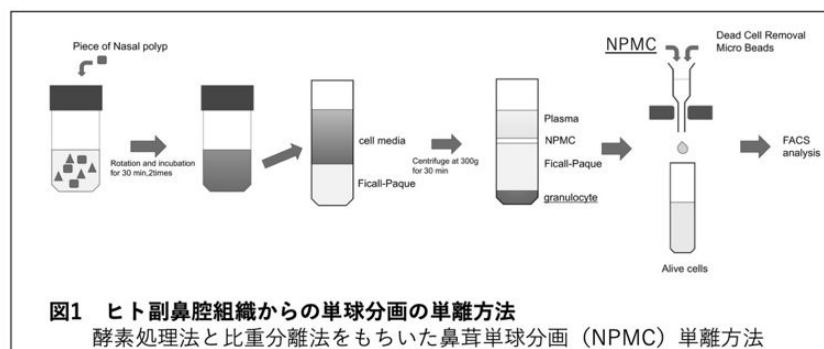 Piece of Nasal polyp
Rotation and incubation
for 30 min,2times
cell media
Ficall-Paque
Centrifuge at 300g
for 30 min
Plasma
NPMC
Ficall-Paque
granulocyte
NPMC
Dead Cell Removal
Micro Beads
Alive cells
FACS
analysis
図1 ヒト副鼻腔組織からの単球分画の単離方法
酵素処理法と比重分離法をもちいた鼻茸単球分画（NPMC）単離方法